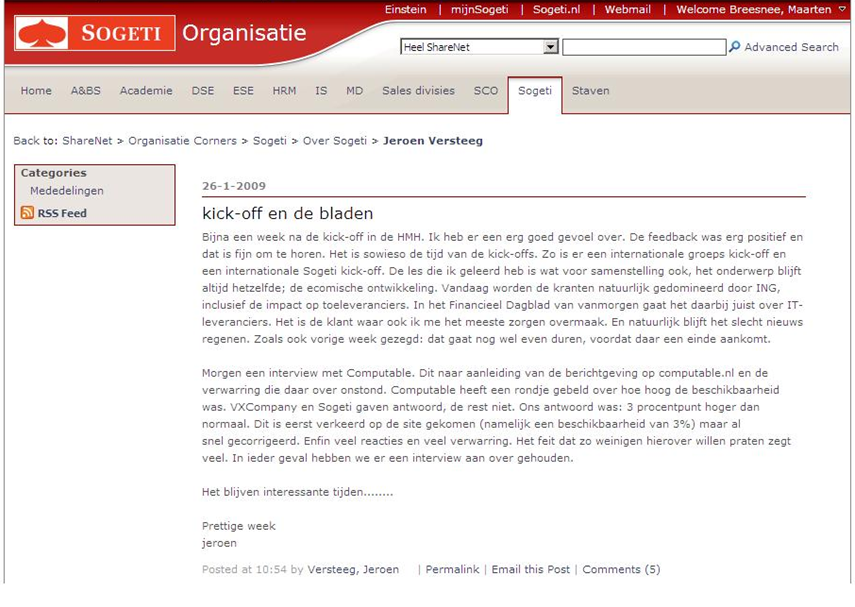 Einstein | mijnSogeti | Sogeti.nl | Webmail | Welcome Breesnee, Maarten
SOGETI Organisatie
Heel ShareNet Advanced Search
Home A&BS Academie DSE ESE HRM IS MD Sales divisies SCO Sogeti Staven
Back to: ShareNet > Organisatie Corners > Sogeti > Over Sogeti > Jeroen Versteeg
Categories
Mededelingen
RSS Feed
26-1-2009
kick-off en de bladen
Bijna een week na de kick-off in de HMH. Ik heb er een erg goed gevoel over. De feedback was erg positief en
dat is fijn om te horen. Het is sowieso de tijd van de kick-offs. Zo is er een internationale groeps kick-off en
een internationale Sogeti kick-off. De les die ik geleerd heb is wat voor samenstelling ook, het onderwerp blijft
altijd hetzelfde; de ecomische ontwikkeling. Vandaag worden de kranten natuurlijk gedomineerd door ING,
inclusief de impact op toeleveranciers. In het Financieel Dagblad van vanmorgen gaat het daarbij juist over IT-
leveranciers. Het is de klant waar ook ik me het meeste zorgen overmaak. En natuurlijk blijft het slecht nieuws
regenen. Zoals ook vorige week gezegd: dat gaat nog wel even duren, voordat daar een einde aankomt.
Morgen een interview met Computable. Dit naar aanleiding van de berichtgeving op computable.nl en de
verwarring die daar over onstond. Computable heeft een rondje gebeld over hoe hoog de beschikbaarheid
was. VXCompany en Sogeti gaven antwoord, de rest niet. Ons antwoord was: 3 procentpunt hoger dan
normaal. Dit is eerst verkeerd op de site gekomen (namelijk een beschikbaarheid van 3%) maar al
snel gecorrigeerd. Enfin veel reacties en veel verwarring. Het feit dat zo weinigen hierover willen praten zegt
veel. In ieder geval hebben we er een interview aan over gehouden.
Het blijven interessante tijden........
Prettige week
jeroen
Posted at 10:54 by Versteeg, Jeroen | Permalink | Email this Post | Comments (5)